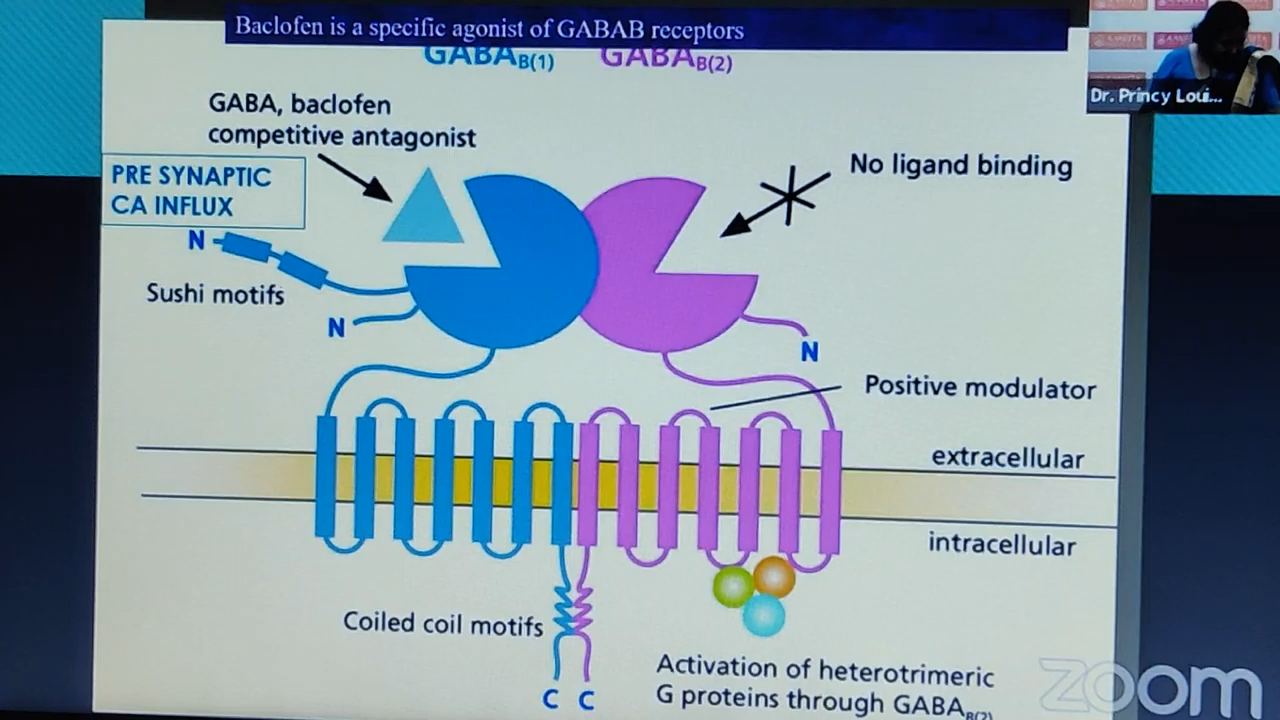 Baclofen is a specific agonist of GABAB receptors
GABAB(1) GABAB(2)
Dr. Princy Loui...
GABA, baclofen
competitive antagonist
No ligand binding
PRE SYNAPTIC
CA INFLUX
N
Sushi motifs
N
N
Positive modulator
extracellular
intracellular
Coiled coil motifs
Activation of heterotrimeric
G proteins through GABAB(2)
C C
zoom